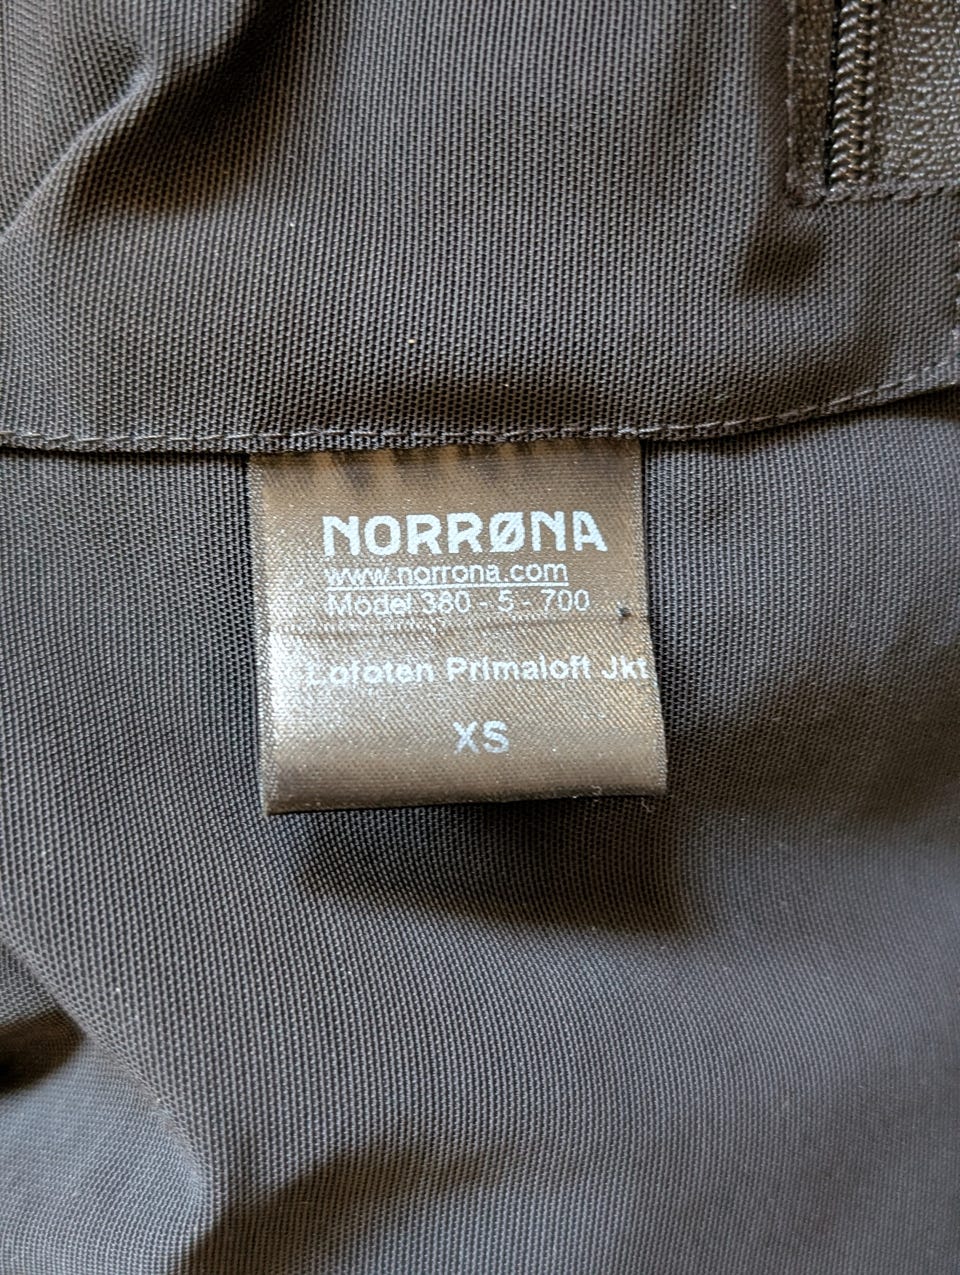 NORRØNA
www.norrona.com
Model 380 - 5 - 700
Lofoten Primaloft Jkt
XS